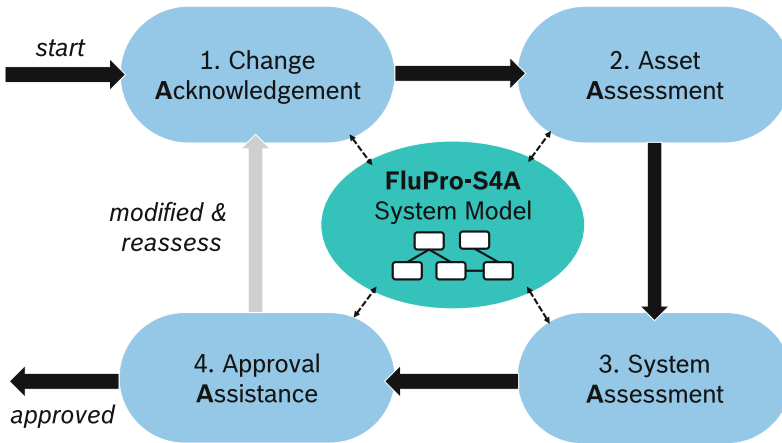 start
1. Change
Acknowledgement
2. Asset
Assessment
FluPro-S4A
System Model
modified &
reassess
4. Approval
Assistance
3. System
Assessment
approved